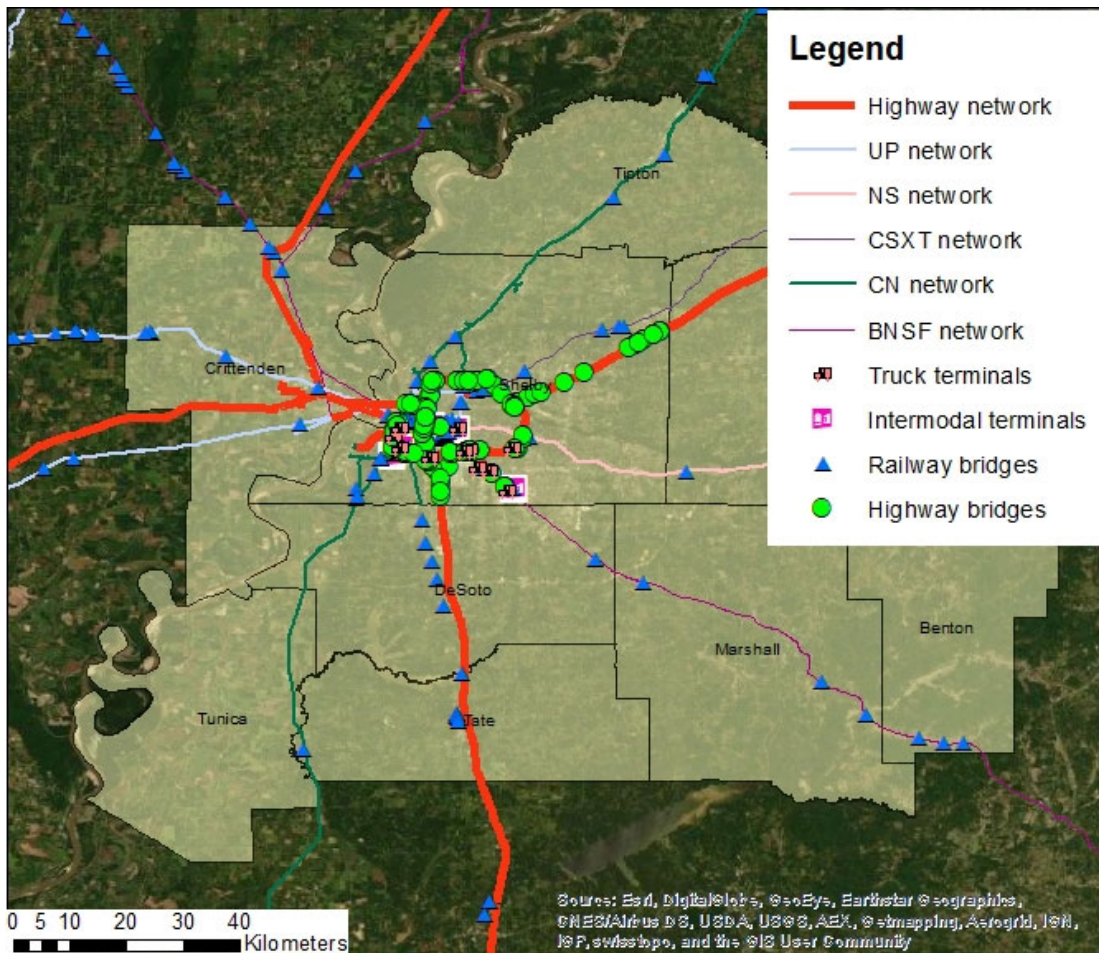 Legend
Highway network
UP network
NS network
CSXT network
CN network
BNSF network
Truck terminals
Intermodal terminals
Railway bridges
Highway bridges
Tipton
Crittenden
DeSoto
Marshall
Benton
Tunica
Tate
0 5 10 20 30 40
Kilometers
Source: Esri, DigitalGlobe, GeoEye, Earthstar Geographics,
CNES/Airbus DS, USDA, USGS, AEX, Getmapping, Aerogrid, IGN,
IGP, swisstopo, and the GIS User Community